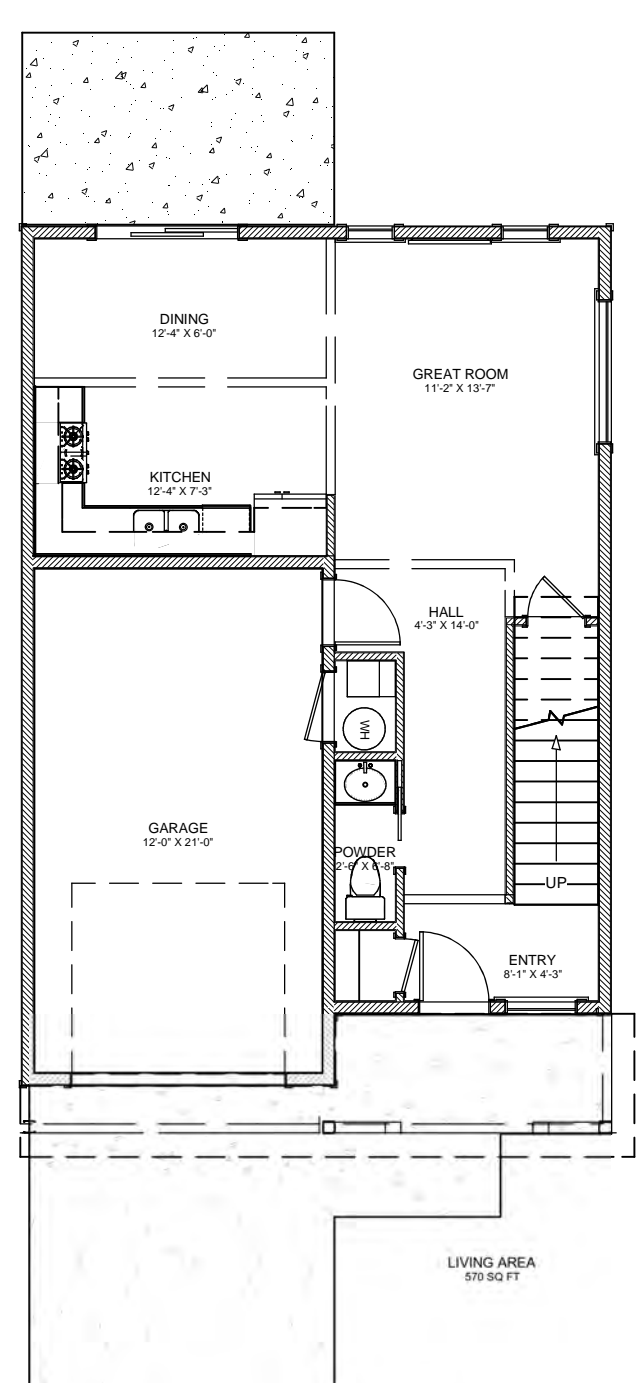 DINING
12'-4" X 6'-0"
GREAT ROOM
11'-2" X 13'-7"
KITCHEN
12'-4" X 7'-3"
HALL
4'-3" X 14'-0"
WH
GARAGE
12'-0" X 21'-0"
POWDER
2'-6" X 6'-8"
UP
ENTRY
8'-1" X 4'-3"
LIVING AREA
570 SQ FT